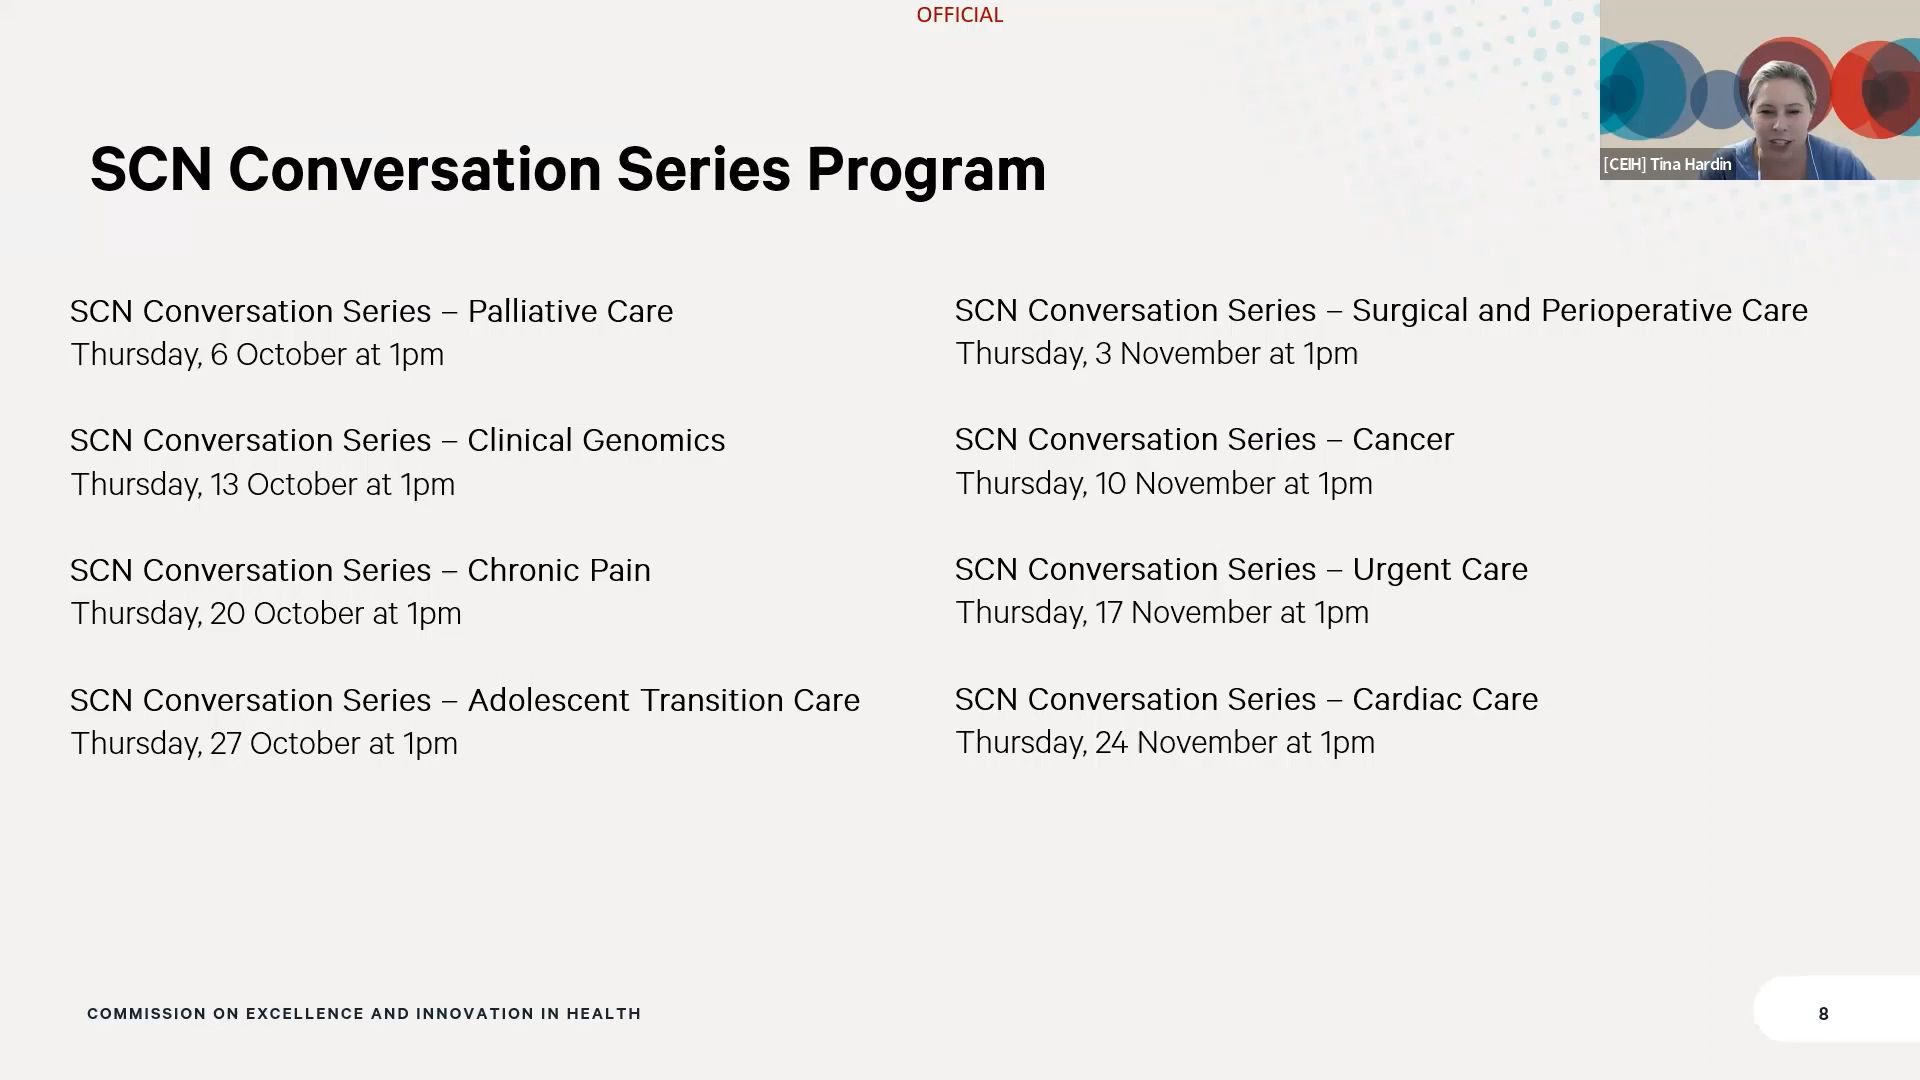 OFFICIAL
[CEIH] Tina Hardin
SCN Conversation Series Program
SCN Conversation Series – Palliative Care
Thursday, 6 October at 1pm
SCN Conversation Series – Clinical Genomics
Thursday, 13 October at 1pm
SCN Conversation Series – Chronic Pain
Thursday, 20 October at 1pm
SCN Conversation Series – Adolescent Transition Care
Thursday, 27 October at 1pm
SCN Conversation Series – Surgical and Perioperative Care
Thursday, 3 November at 1pm
SCN Conversation Series – Cancer
Thursday, 10 November at 1pm
SCN Conversation Series – Urgent Care
Thursday, 17 November at 1pm
SCN Conversation Series – Cardiac Care
Thursday, 24 November at 1pm
COMMISSION ON EXCELLENCE AND INNOVATION IN HEALTH
8